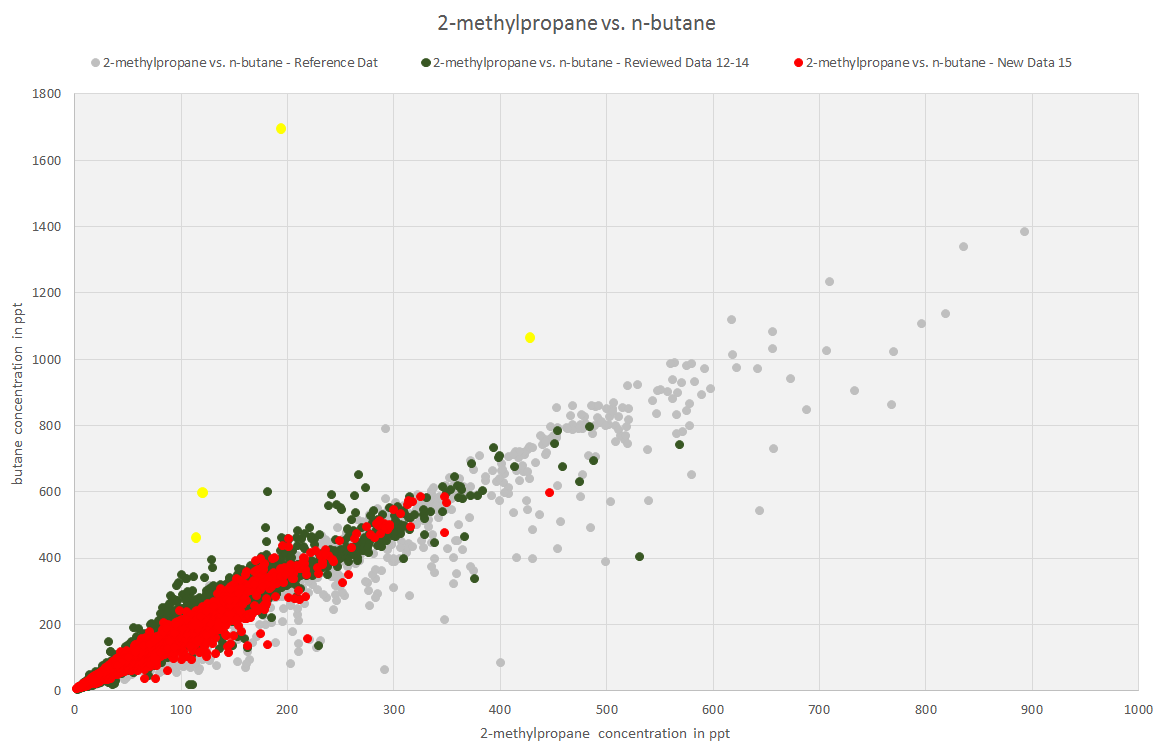 2-methylpropane vs. n-butane
2-methylpropane vs. n-butane - Reference Dat
2-methylpropane vs. n-butane - Reviewed Data 12-14
2-methylpropane vs. n-butane - New Data 15
1800
1600
1400
1200
1000
800
600
400
200
0
butane concentration in ppt
0 100 200 300 400 500 600 700 800 900 1000
2-methylpropane concentration in ppt